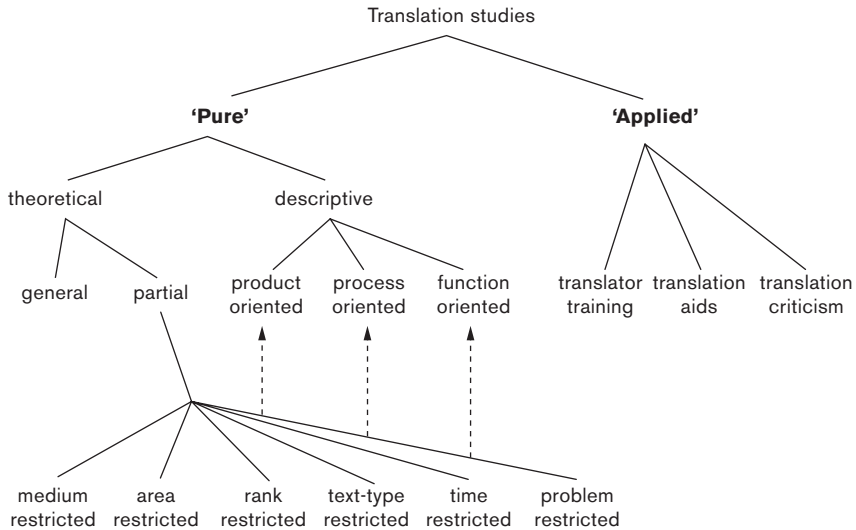 Translation studies
‘Pure’
‘Applied’
theoretical
descriptive
general
partial
product
oriented
process
oriented
function
oriented
translator
training
translation
aids
translation
criticism
medium
restricted
area
restricted
rank
restricted
text-type
restricted
time
restricted
problem
restricted